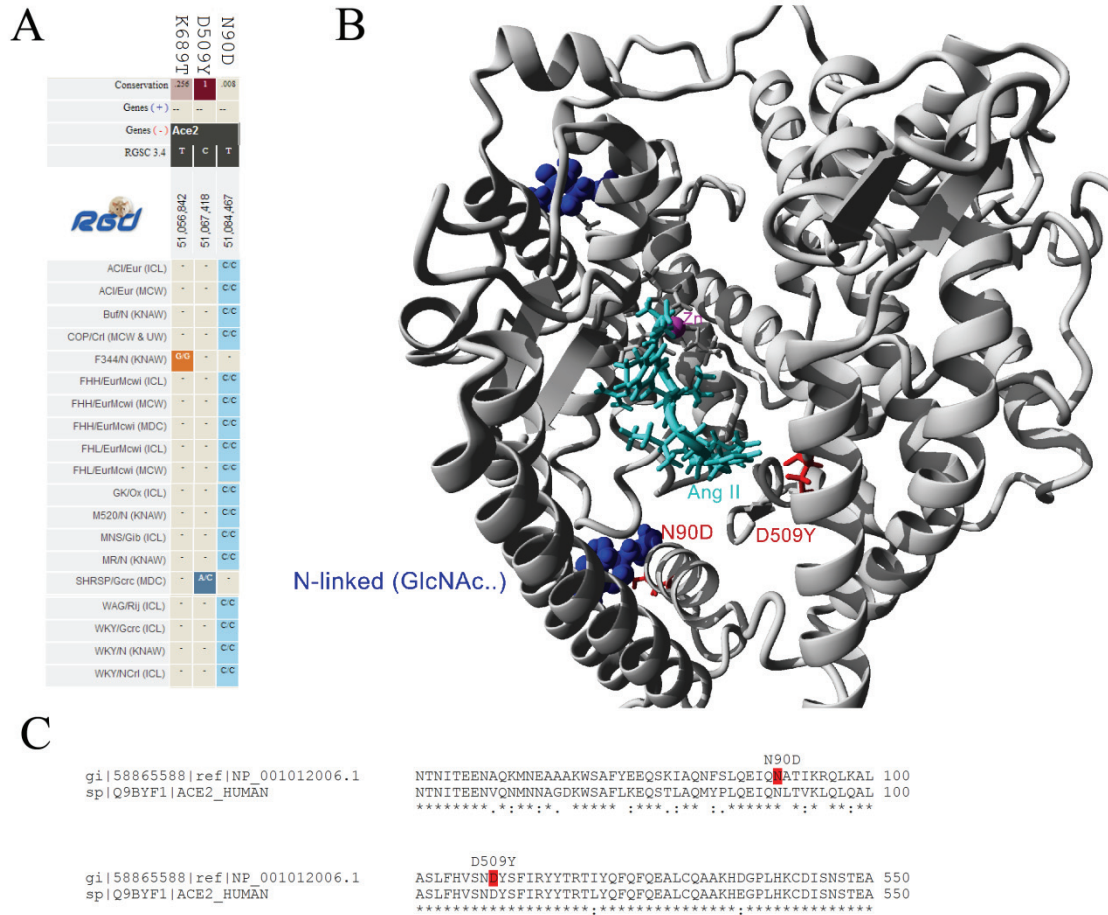 A
K689T D509Y N90D
Conservation .256 1 .008
Genes (+) -- -- --
Genes (-) Ace2
RGSC 3.4 T C T
RGD 51,056,842 51,067,418 51,084,467
ACI/Eur (ICL) - - C/C
ACI/Eur (MCW) - - C/C
Buf/N (KNAW) - - C/C
COP/Crl (MCW & UW) - - C/C
F344/N (KNAW) G/G - -
FHH/EurMcwi (ICL) - - C/C
FHH/EurMcwi (MCW) - - C/C
FHH/EurMcwi (MDC) - - C/C
FHL/EurMcwi (ICL) - - C/C
FHL/EurMcwi (MCW) - - C/C
GK/Ox (ICL) - - C/C
M520/N (KNAW) - - C/C
MNS/Gib (ICL) - - C/C
MR/N (KNAW) - - C/C
SHRSP/Gcrc (MDC) - A/C -
WAG/Rij (ICL) - - C/C
WKY/Gcrc (ICL) - - C/C
WKY/N (KNAW) - - C/C
WKY/NCrl (ICL) - - C/C
B
Zn
Ang II
N90D
D509Y
N-linked (GlcNAc..)
C
N90D
gi|58865588|ref|NP_001012006.1 NTNITEENAQKMNEAAAKWSAFYEEQSKIAQNFSLQEIQNATIKRQLKAL 100
sp|Q9BYF1|ACE2_HUMAN NTNITEENVQNMNNAGDKWSAFLKEQSTLAQMYPLQEIQNLTVKLQLQAL 100
********.*:**:*. ***** :***.:** :.****** *:* **:**
D509Y
gi|58865588|ref|NP_001012006.1 ASLFHVSNDYSFIRYYTRTIYQFQFQEALCQAAKHDGPLHKCDISNSTEA 550
sp|Q9BYF1|ACE2_HUMAN ASLFHVSNDYSFIRYYTRTLYQFQFQEALCQAAKHEGPLHKCDISNSTEA 550
*******************:***************:**************